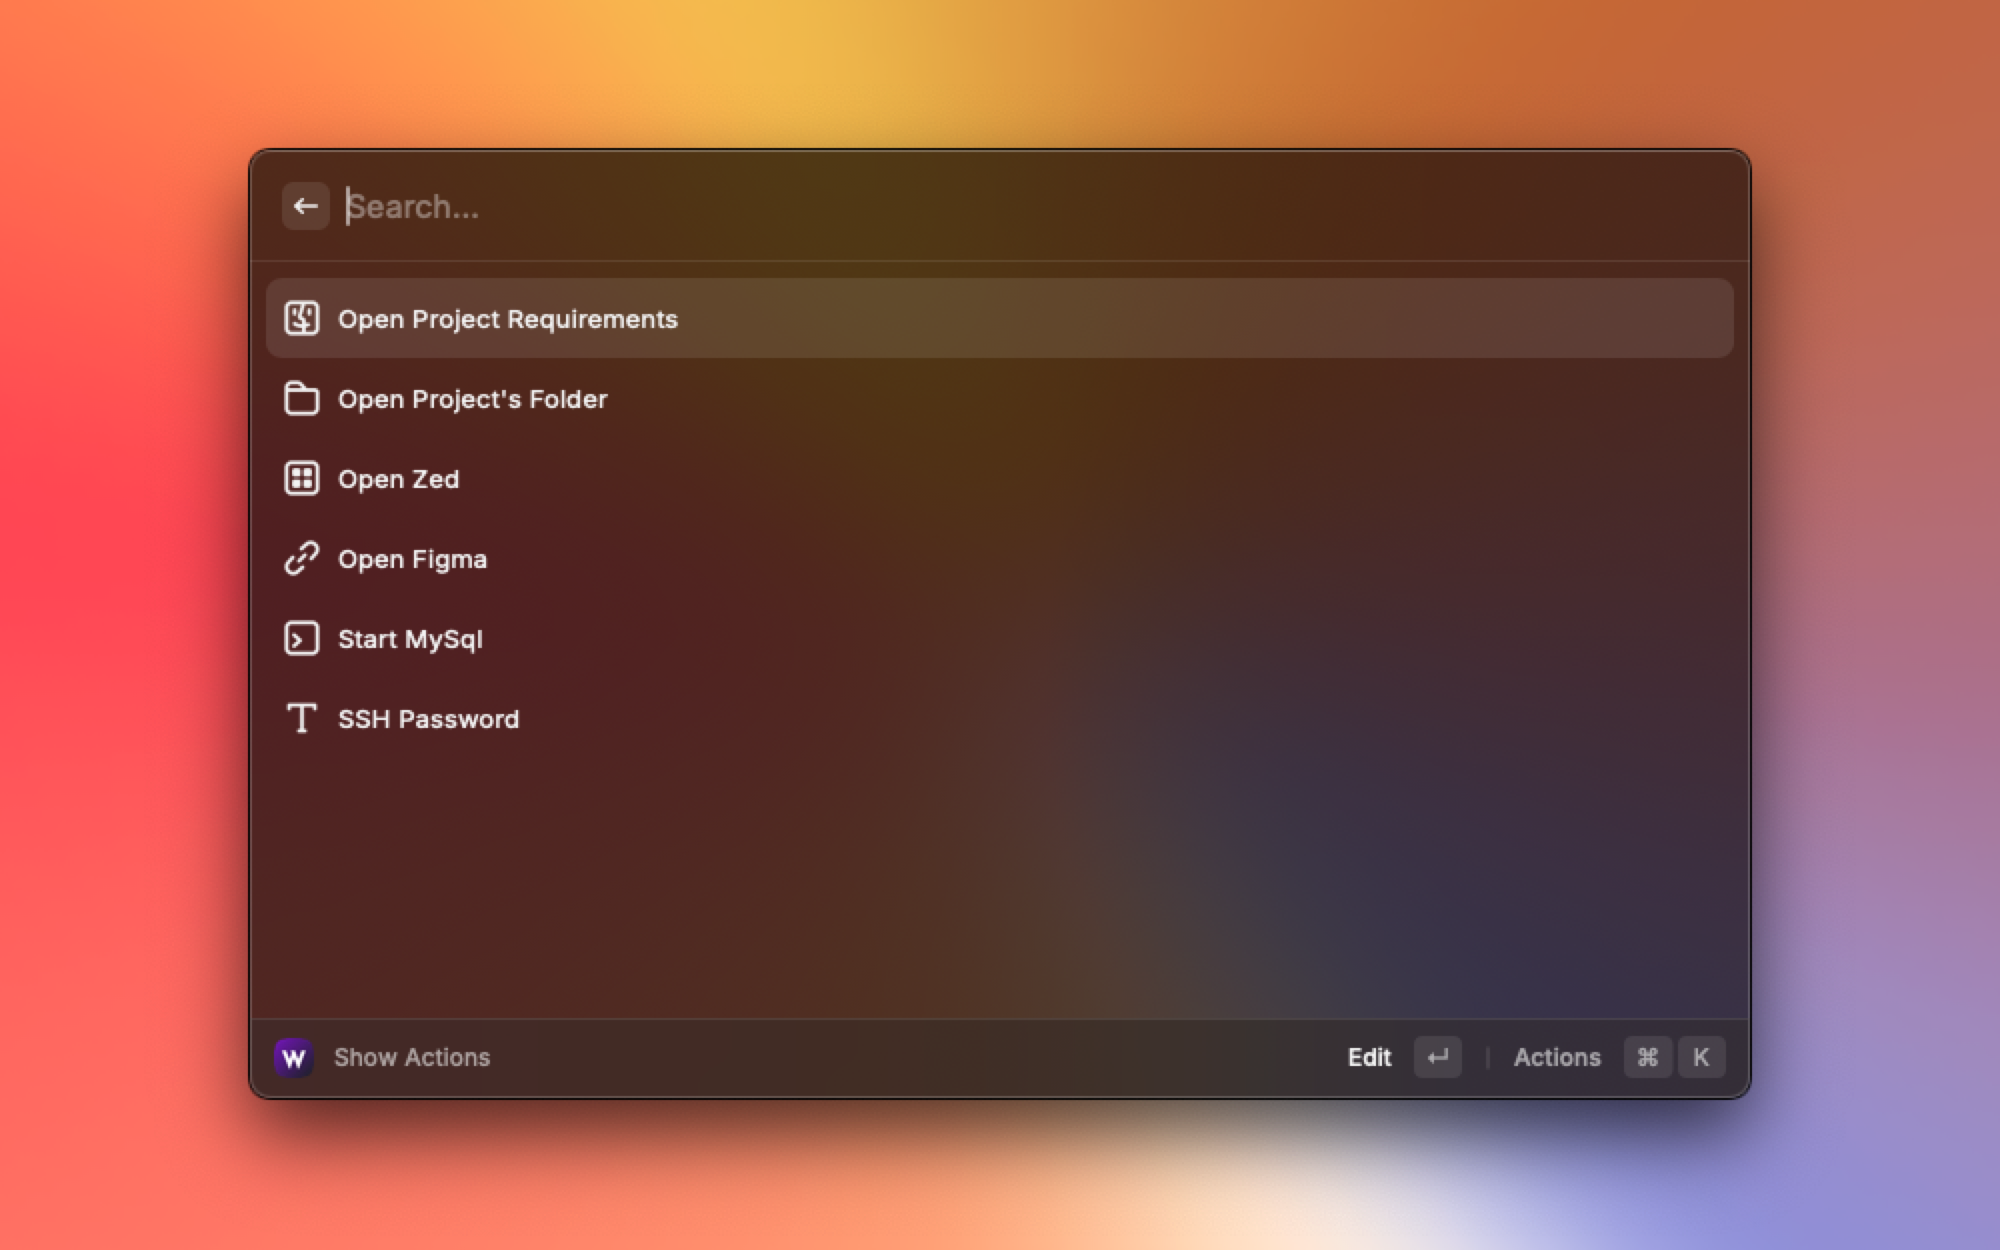 Search...
Open Project Requirements
Open Project's Folder
Open Zed
Open Figma
Start MySql
SSH Password
W Show Actions Edit ↵ Actions ⌘ K